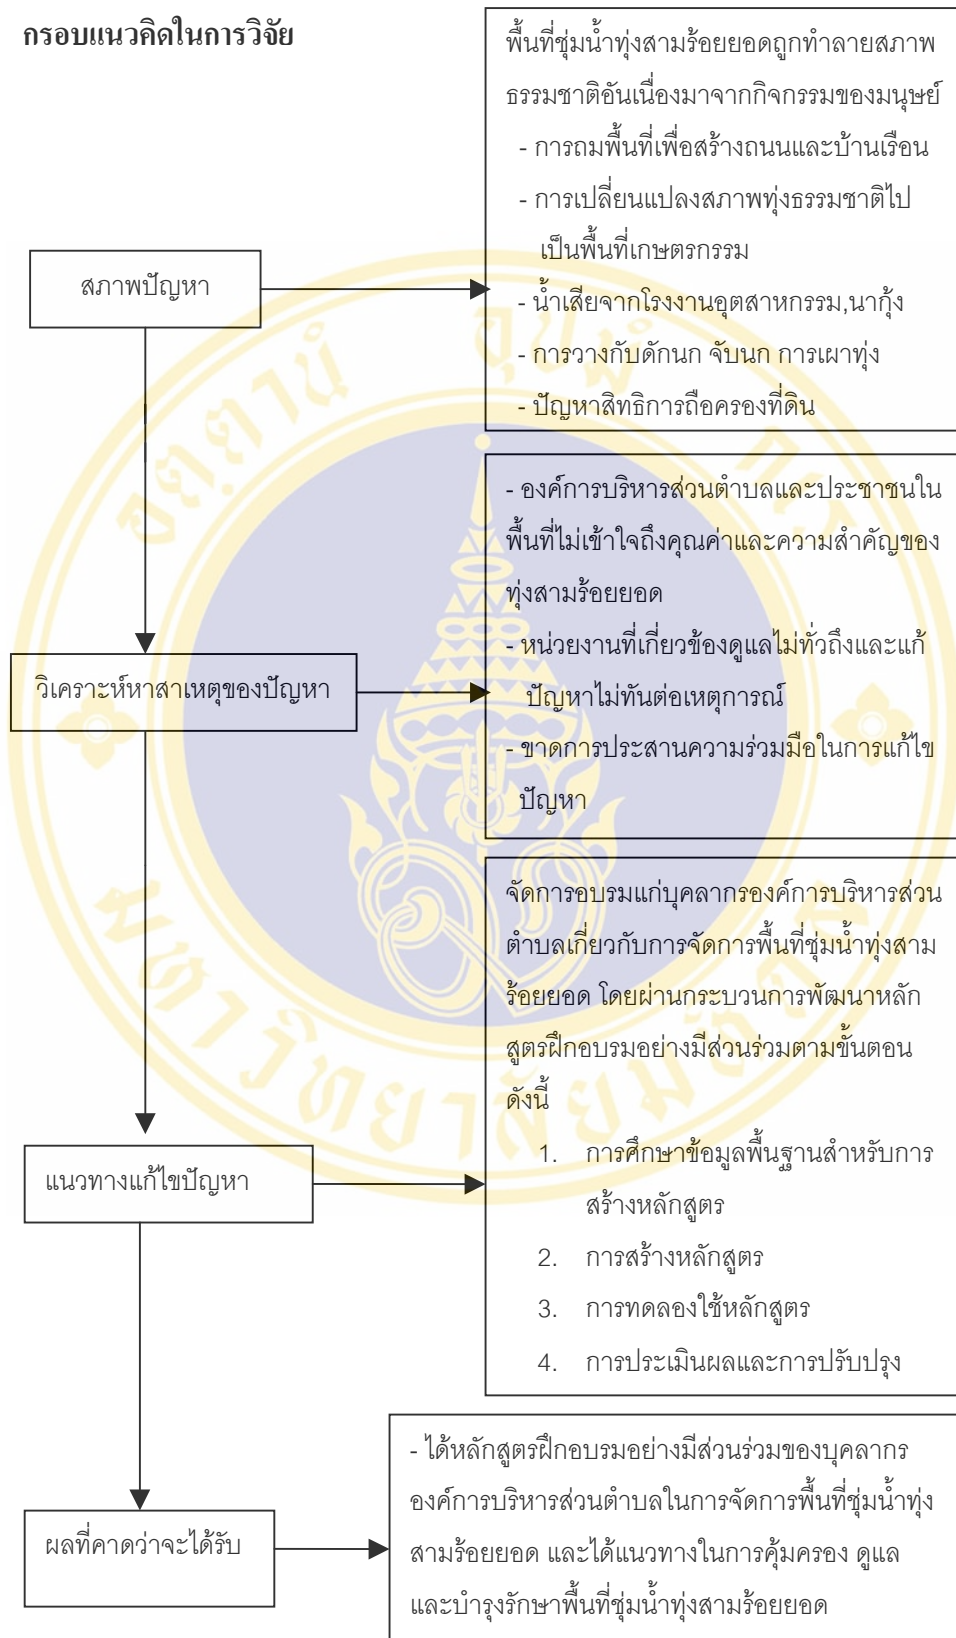 กรอบแนวคิดในการวิจัย
สภาพปัญหา
พื้นที่ชุ่มน้ำทุ่งสามร้อยยอดถูกทำลายสภาพ
ธรรมชาติอันเนื่องมาจากกิจกรรมของมนุษย์
- การถมพื้นที่เพื่อสร้างถนนและบ้านเรือน
- การเปลี่ยนแปลงสภาพทุ่งธรรมชาติไป
เป็นพื้นที่เกษตรกรรม
- น้ำเสียจากโรงงานอุตสาหกรรม,นากุ้ง
- การวางกับดักนก จับนก การเผาทุ่ง
- ปัญหาสิทธิการถือครองที่ดิน
วิเคราะห์หาสาเหตุของปัญหา
- องค์การบริหารส่วนตำบลและประชาชนใน
พื้นที่ไม่เข้าใจถึงคุณค่าและความสำคัญของ
ทุ่งสามร้อยยอด
- หน่วยงานที่เกี่ยวข้องดูแลไม่ทั่วถึงและแก้
ปัญหาไม่ทันต่อเหตุการณ์
- ขาดการประสานความร่วมมือในการแก้ไข
ปัญหา
แนวทางแก้ไขปัญหา
จัดการอบรมแก่บุคลากรองค์การบริหารส่วน
ตำบลเกี่ยวกับการจัดการพื้นที่ชุ่มน้ำทุ่งสาม
ร้อยยอด โดยผ่านกระบวนการพัฒนาหลัก
สูตรฝึกอบรมอย่างมีส่วนร่วมตามขั้นตอน
ดังนี้
1. การศึกษาข้อมูลพื้นฐานสำหรับการ
สร้างหลักสูตร
2. การสร้างหลักสูตร
3. การทดลองใช้หลักสูตร
4. การประเมินผลและการปรับปรุง
ผลที่คาดว่าจะได้รับ
- ได้หลักสูตรฝึกอบรมอย่างมีส่วนร่วมของบุคลากร
องค์การบริหารส่วนตำบลในการจัดการพื้นที่ชุ่มน้ำทุ่ง
สามร้อยยอด และได้แนวทางในการคุ้มครอง ดูแล
และบำรุงรักษาพื้นที่ชุ่มน้ำทุ่งสามร้อยยอด
อตฺตานํ อุปมํ กเร
มหาวิทยาลัยมหิดล